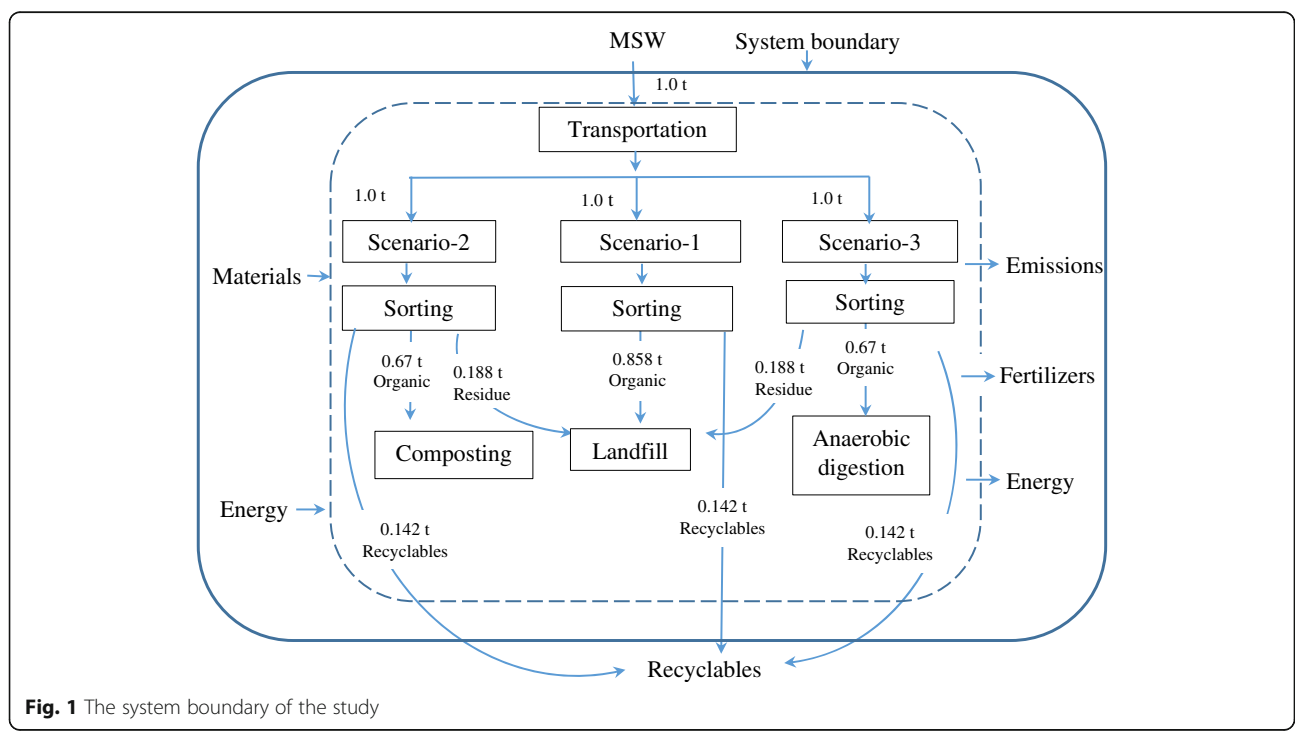 MSW
System boundary
1.0 t
Transportation
1.0 t
1.0 t
1.0 t
Scenario-2
Scenario-1
Scenario-3
Materials
Emissions
Sorting
Sorting
Sorting
0.67 t
Organic
0.188 t
Residue
0.858 t
Organic
0.188 t
Residue
0.67 t
Organic
Fertilizers
Composting
Landfill
Anaerobic
digestion
Energy
Energy
0.142 t
Recyclables
0.142 t
Recyclables
0.142 t
Recyclables
Recyclables
Fig. 1 The system boundary of the study